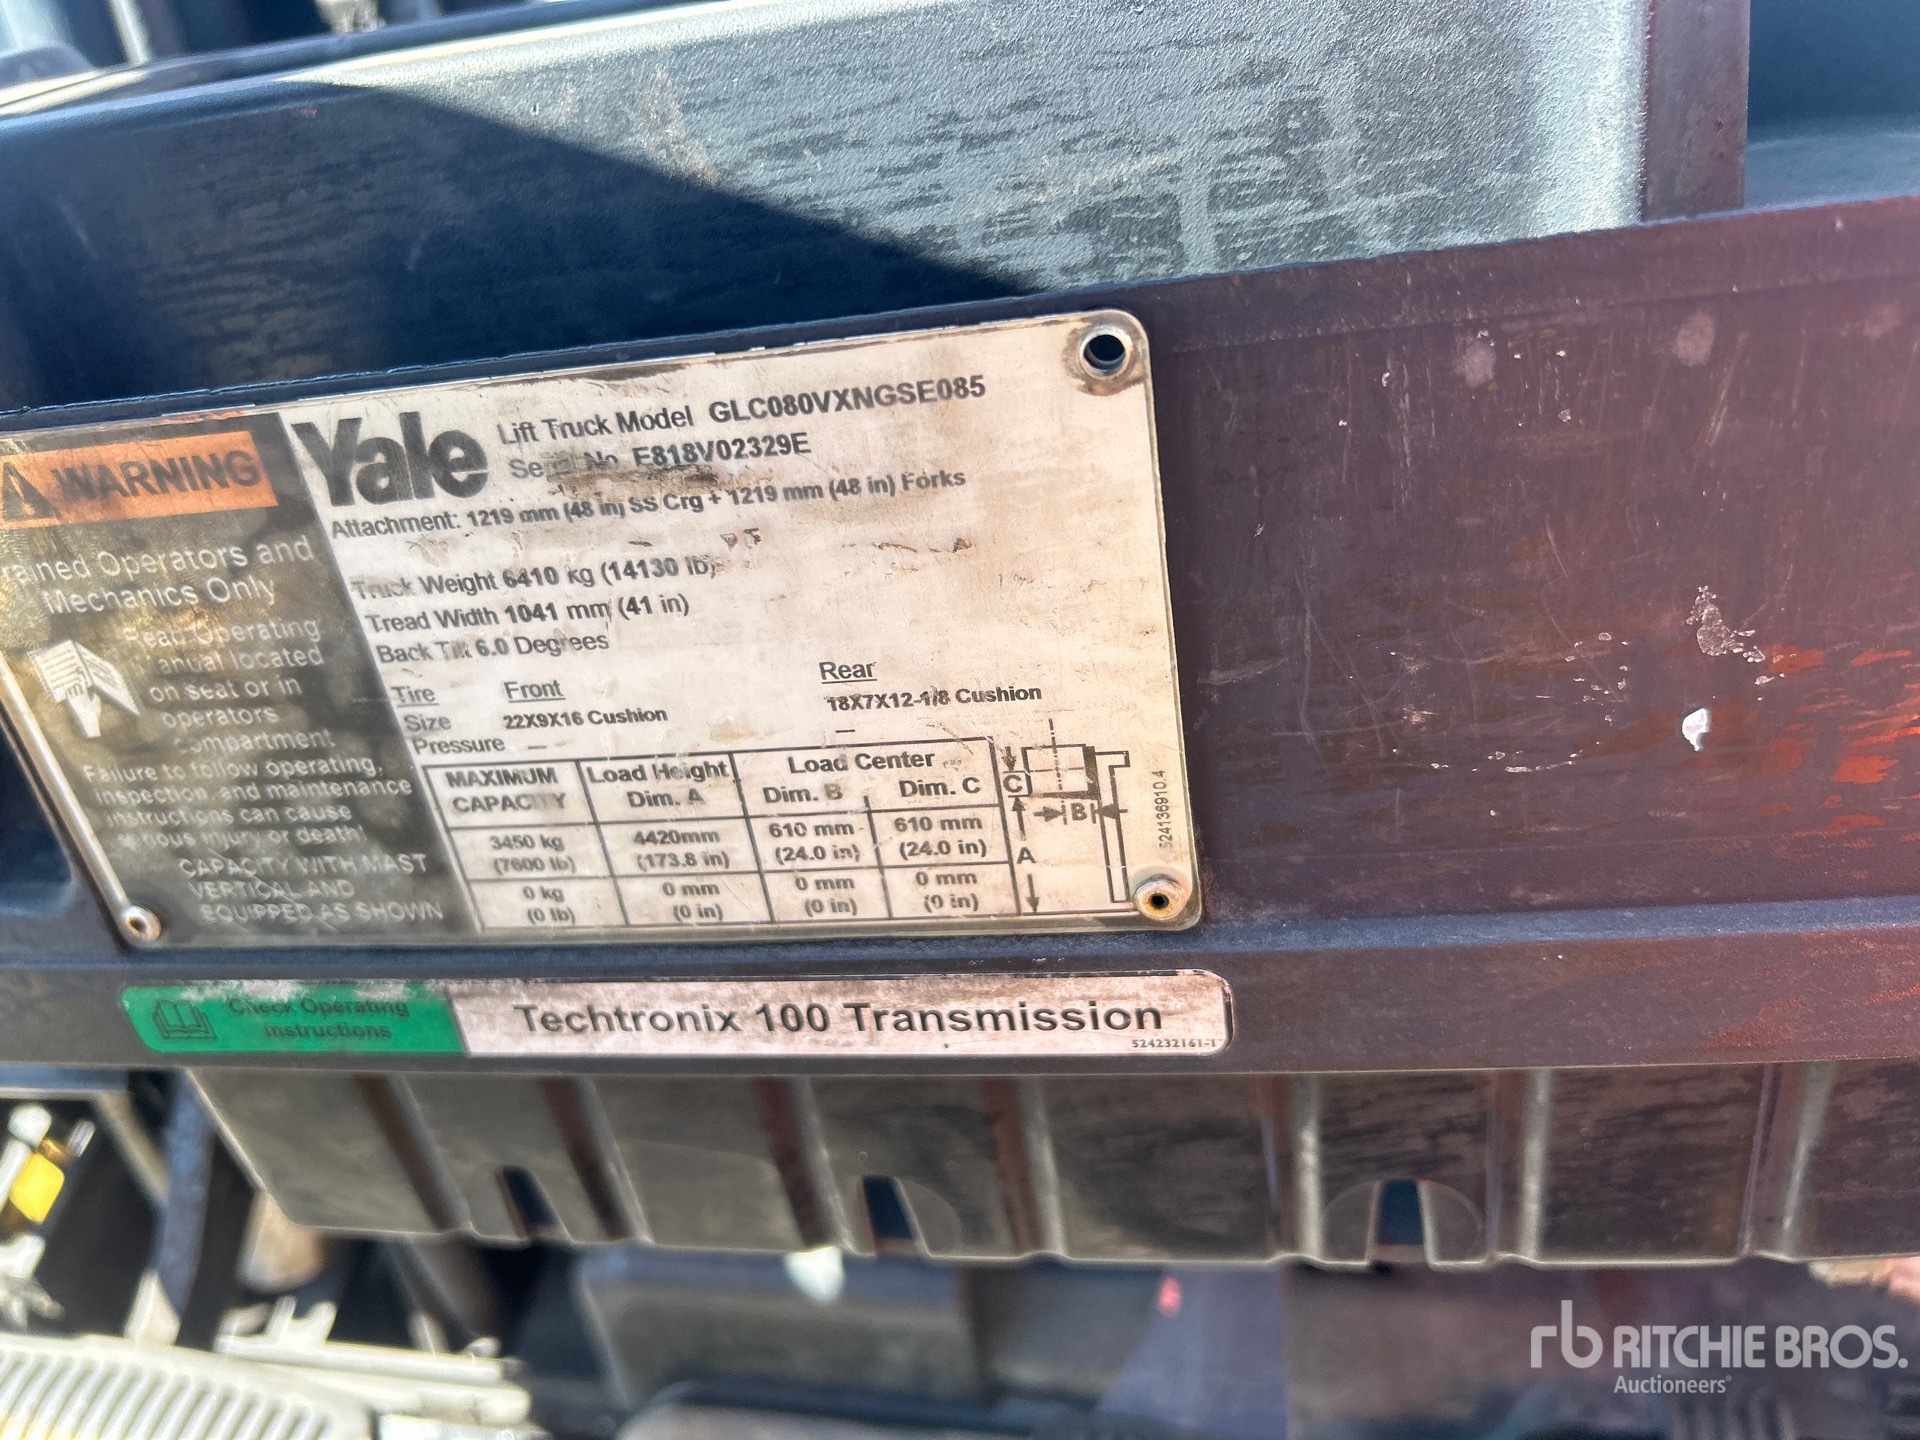 WARNING
Trained Operators and
Mechanics Only
Read Operating
Manual located
on seat or in
operators
compartment
Failure to follow operating,
inspection and maintenance
instructions can cause
serious injury or death!
CAPACITY WITH MAST
VERTICAL AND
EQUIPPED AS SHOWN
Yale
Lift Truck Model GLC080VXNGSE085
Serial No. E818V02329E
Attachment: 1219 mm (48 in) SS Crg + 1219 mm (48 in) Forks
Truck Weight 6410 kg (14130 lb)
Tread Width 1041 mm (41 in)
Back Tilt 6.0 Degrees
Tire Front Rear
Size 22X9X16 Cushion 18X7X12-1/8 Cushion
Pressure — —
MAXIMUM CAPACITY Load Height Dim. A Load Center
Dim. B Dim. C
3450 kg 4420mm 610 mm 610 mm
(7600 lb) (173.8 in) (24.0 in) (24.0 in)
0 kg 0 mm 0 mm 0 mm
(0 lb) (0 in) (0 in) (0 in)
C
B
A
524136910.4
Check Operating
Instructions
Techtronix 100 Transmission
524232161-1
rb RITCHIE BROS.
Auctioneers